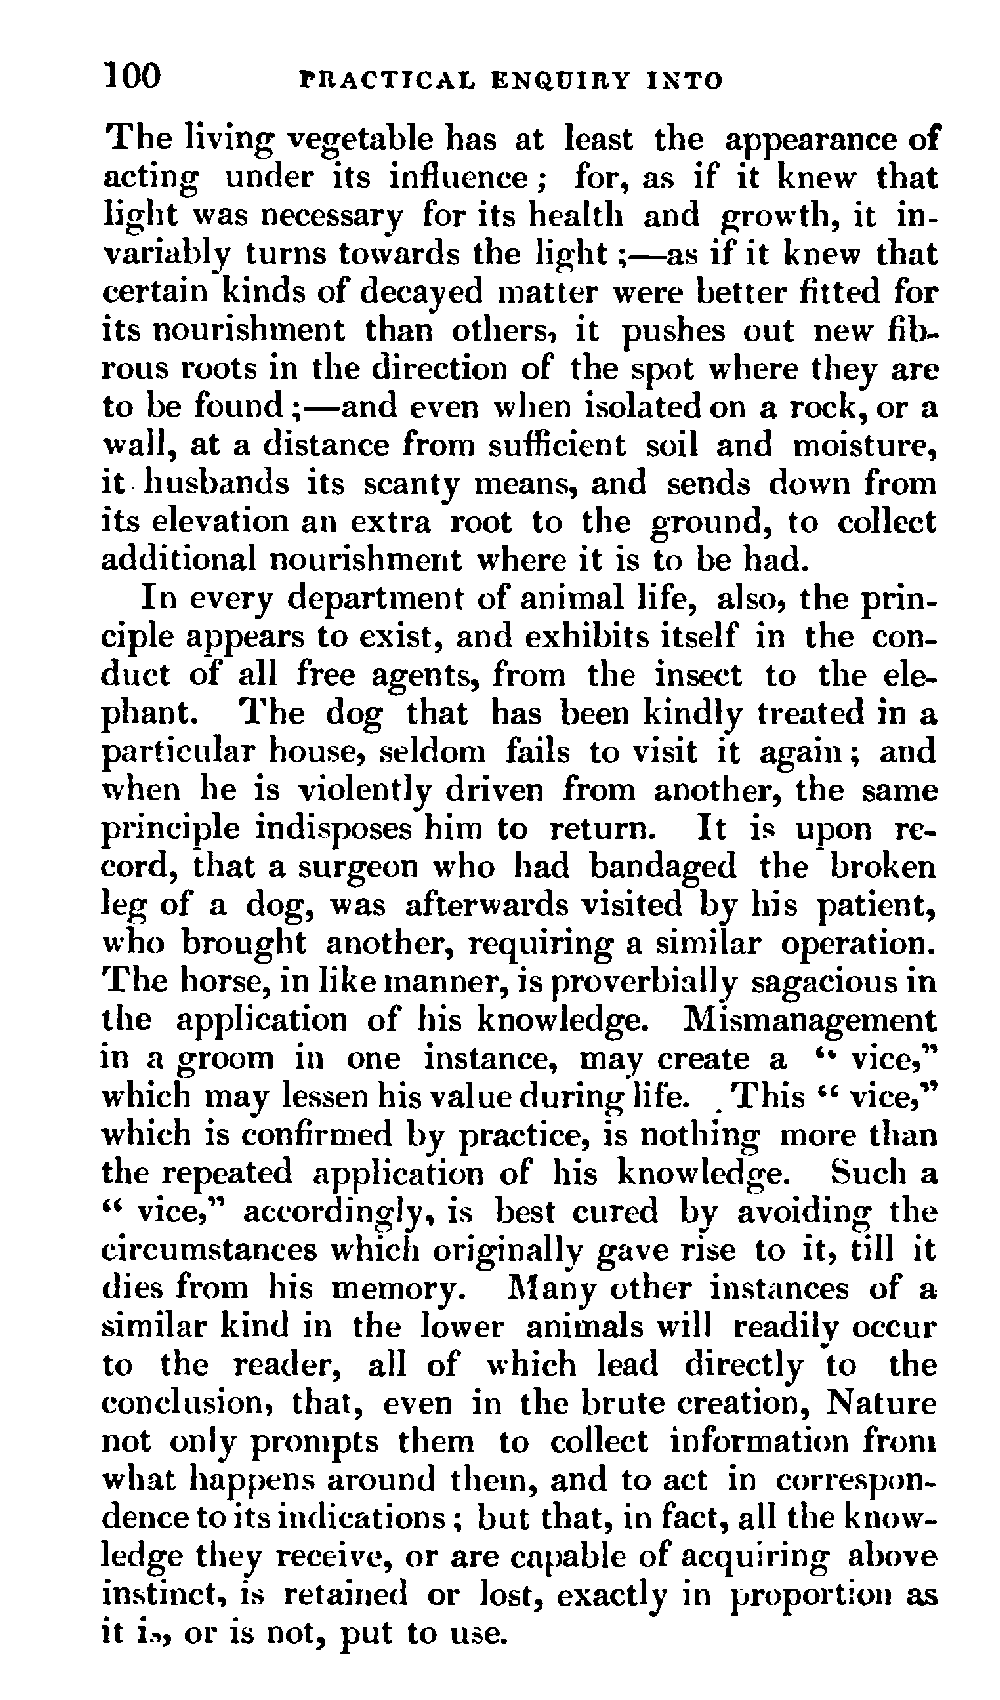 100 PRACTICAL ENQUIRY INTO
The living vegetable has at least the appearance of
acting under its influence; for, as if it knew that
light was necessary for its health and growth, it in-
variably turns towards the light;—as if it knew that
certain kinds of decayed matter were better fitted for
its nourishment than others, it pushes out new fib-
rous roots in the direction of the spot where they are
to be found;—and even when isolated on a rock, or a
wall, at a distance from sufficient soil and moisture,
it husbands its scanty means, and sends down from
its elevation an extra root to the ground, to collect
additional nourishment where it is to be had.
In every department of animal life, also, the prin-
ciple appears to exist, and exhibits itself in the con-
duct of all free agents, from the insect to the ele-
phant. The dog that has been kindly treated in a
particular house, seldom fails to visit it again; and
when he is violently driven from another, the same
principle indisposes him to return. It is upon re-
cord, that a surgeon who had bandaged the broken
leg of a dog, was afterwards visited by his patient,
who brought another, requiring a similar operation.
The horse, in like manner, is proverbially sagacious in
the application of his knowledge. Mismanagement
in a groom in one instance, may create a “ vice,”
which may lessen his value during life. This “ vice,”
which is confirmed by practice, is nothing more than
the repeated application of his knowledge. Such a
“ vice,” accordingly, is best cured by avoiding the
circumstances which originally gave rise to it, till it
dies from his memory. Many other instances of a
similar kind in the lower animals will readily occur
to the reader, all of which lead directly to the
conclusion, that, even in the brute creation, Nature
not only prompts them to collect information from
what happens around them, and to act in correspon-
dence to its indications; but that, in fact, all the know-
ledge they receive, or are capable of acquiring above
instinct, is retained or lost, exactly in proportion as
it is, or is not, put to use.